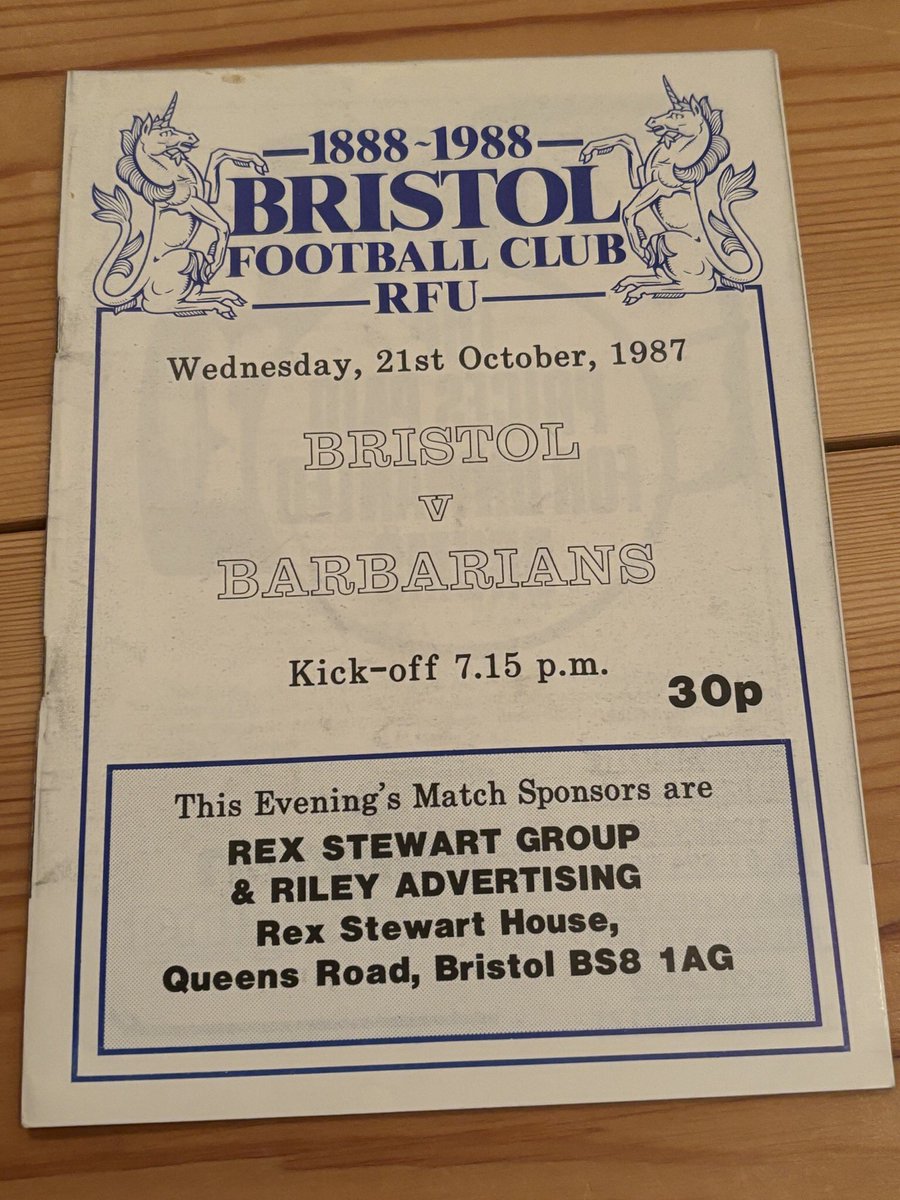 1888~1988
BRISTOL
FOOTBALL CLUB
RFU
Wednesday, 21st October, 1987
BRISTOL
v
BARBARIANS
Kick-off 7.15 p.m.
30p
This Evening's Match Sponsors are
REX STEWART GROUP
& RILEY ADVERTISING
Rex Stewart House,
Queens Road, Bristol BS8 1AG